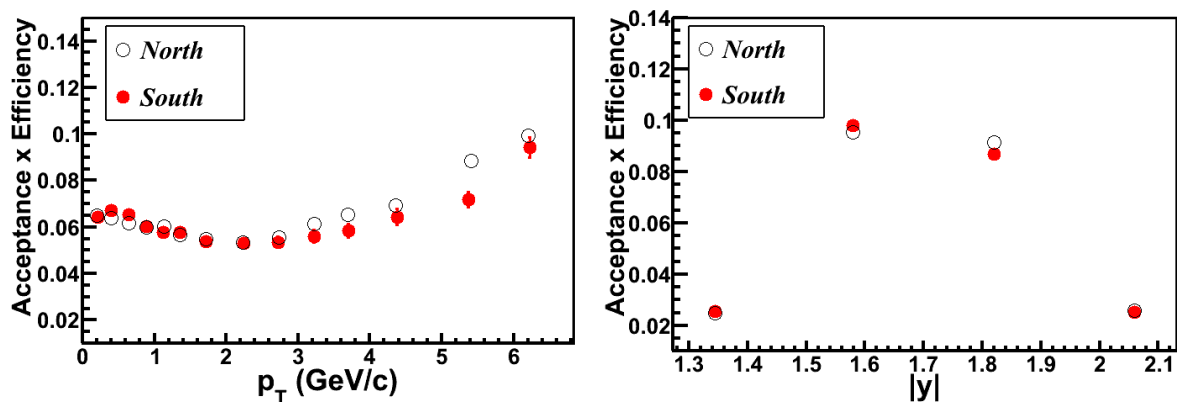 Acceptance x Efficiency
0.14
0.12
0.1
0.08
0.06
0.04
0.02
North
South
0 1 2 3 4 5 6
p_T (GeV/c)
Acceptance x Efficiency
0.14
0.12
0.1
0.08
0.06
0.04
0.02
North
South
1.3 1.4 1.5 1.6 1.7 1.8 1.9 2 2.1
|y|